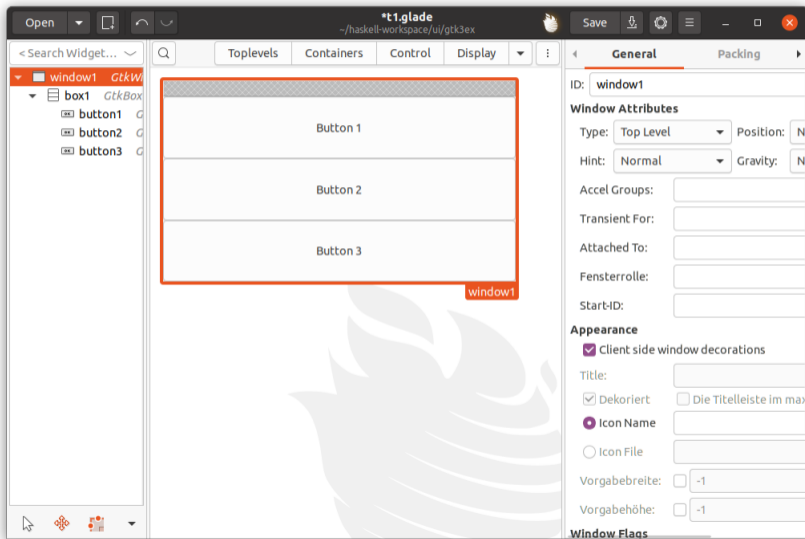 Open
*t1.glade
~/haskell-workspace/ui/gtk3ex
Save
< Search Widget...
Toplevels Containers Control Display
General Packing
window1 GtkWi
box1 GtkBox
button1 G
button2 G
button3 G
Button 1
Button 2
Button 3
window1
ID: window1
Window Attributes
Type: Top Level Position: N
Hint: Normal Gravity: N
Accel Groups:
Transient For:
Attached To:
Fensterrolle:
Start-ID:
Appearance
Client side window decorations
Title:
Dekoriert Die Titelleiste im max
Icon Name
Icon File
Vorgabebreite: -1
Vorgabehöhe: -1
Window Flags